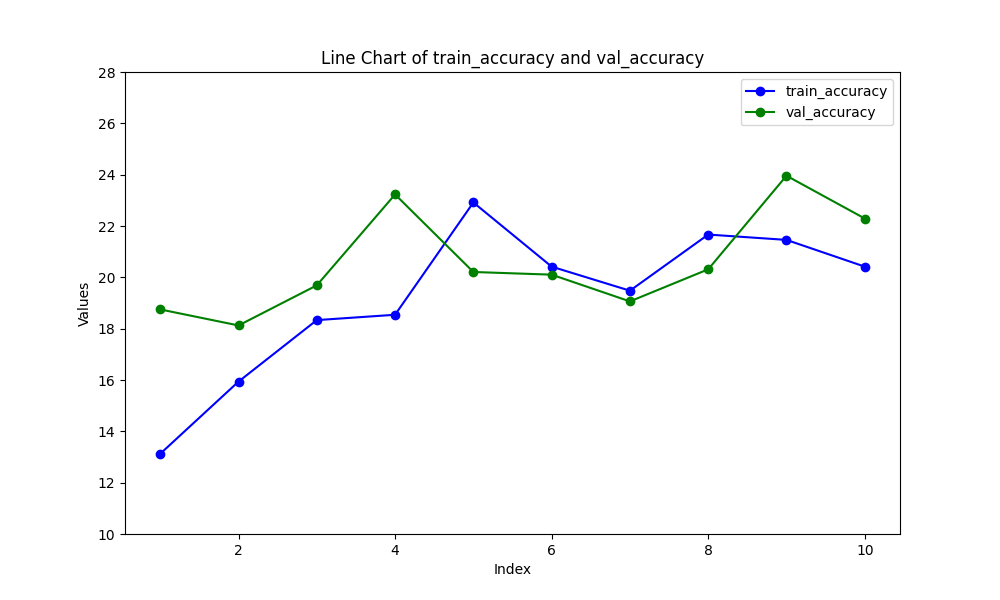 Line Chart of train_accuracy and val_accuracy
28
26
24
22
20
18
16
14
12
10
Values
train_accuracy
val_accuracy
2 4 6 8 10
Index